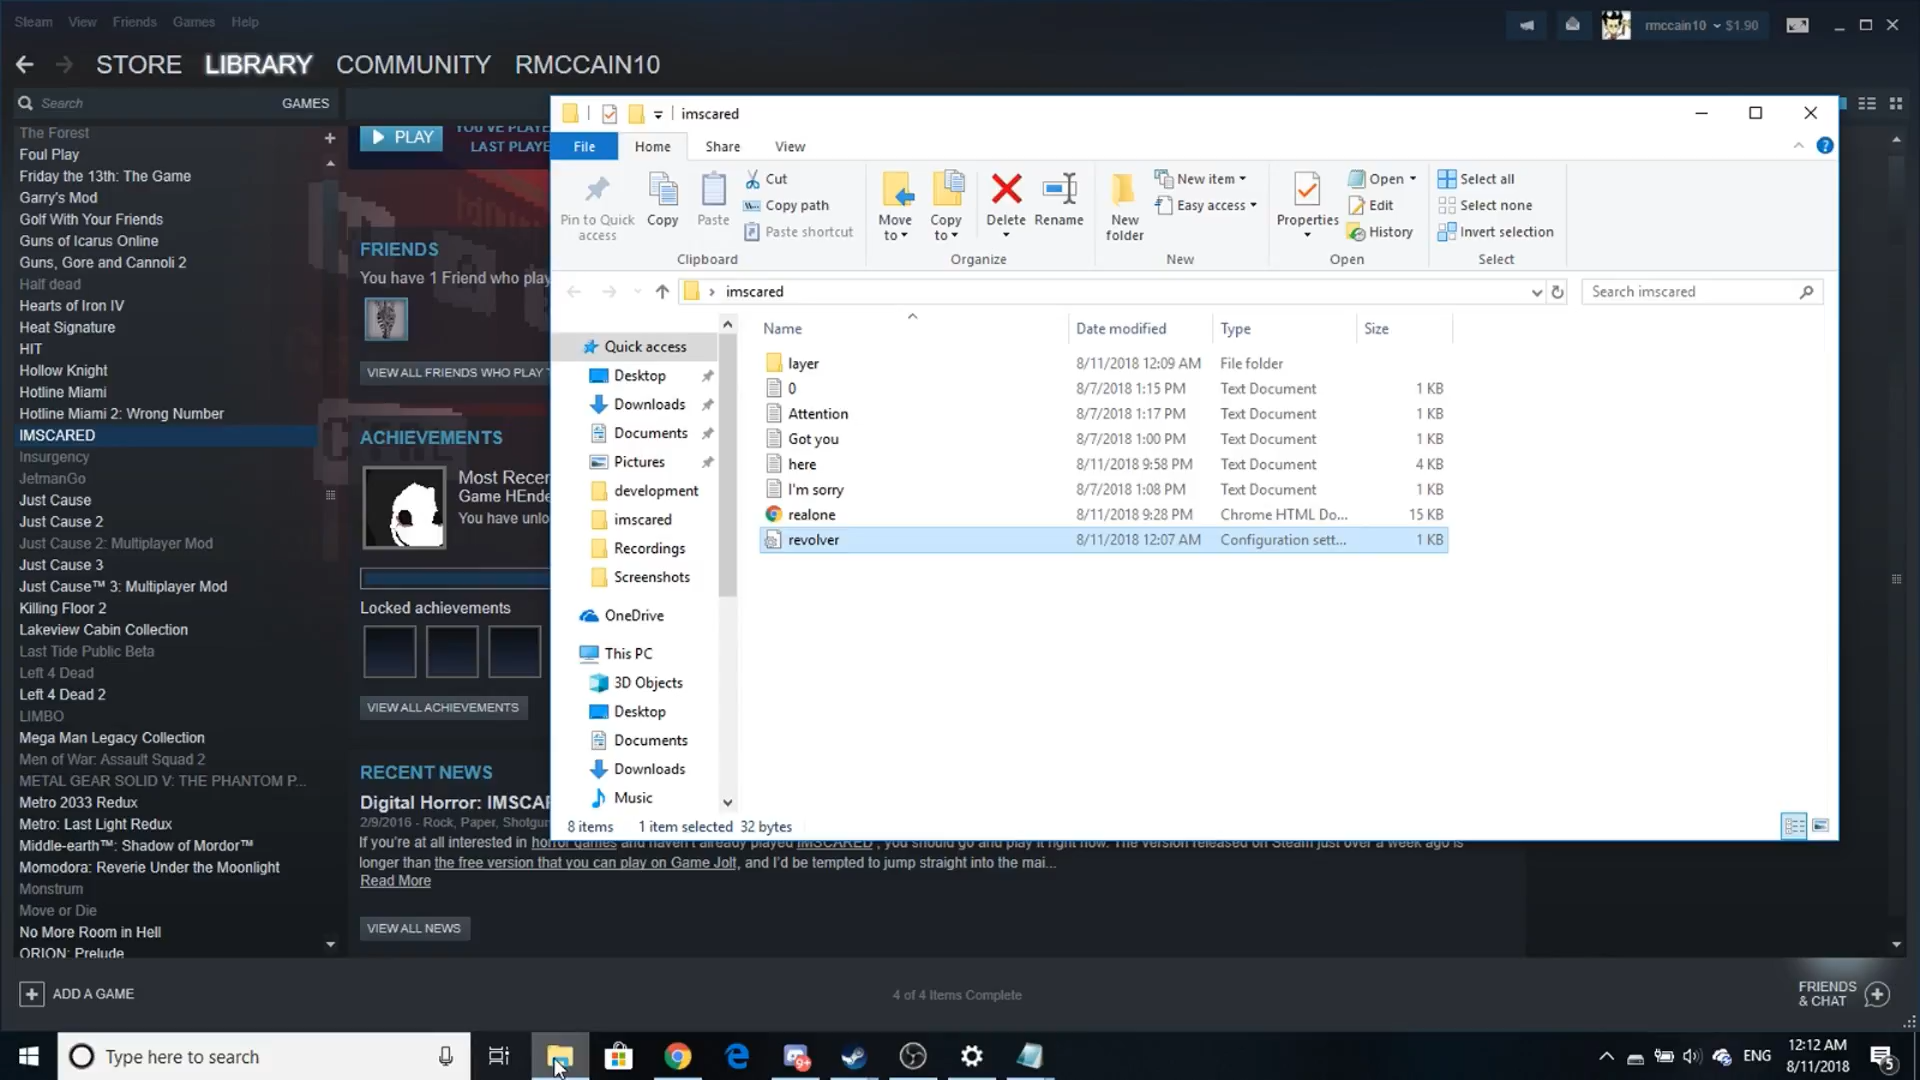 Steam View Friends Games Help
rmccain10 $1.90
STORE LIBRARY COMMUNITY RMCCAIN10
Search GAMES
The Forest
Foul Play
Friday the 13th: The Game
Garry's Mod
Golf With Your Friends
Guns of Icarus Online
Guns, Gore and Cannoli 2
Half dead
Hearts of Iron IV
Heat Signature
HIT
Hollow Knight
Hotline Miami
Hotline Miami 2: Wrong Number
IMSCARED
Insurgency
JetmanGo
Just Cause
Just Cause 2
Just Cause 2: Multiplayer Mod
Just Cause 3
Just Cause™ 3: Multiplayer Mod
Killing Floor 2
Lakeview Cabin Collection
Last Tide Public Beta
Left 4 Dead
Left 4 Dead 2
LIMBO
Mega Man Legacy Collection
Men of War: Assault Squad 2
METAL GEAR SOLID V: THE PHANTOM P...
Metro 2033 Redux
Metro: Last Light Redux
Middle-earth™: Shadow of Mordor™
Momodora: Reverie Under the Moonlight
Monstrum
Move or Die
No More Room in Hell
ORION: Prelude
ADD A GAME
PLAY
YOU'VE PLAYE
LAST PLAYE
FRIENDS
You have 1 Friend who play
VIEW ALL FRIENDS WHO PLAY T
ACHIEVEMENTS
Most Recen
Game HEnde
You have unlo
Locked achievements
VIEW ALL ACHIEVEMENTS
RECENT NEWS
Digital Horror: IMSCAR
2/9/2016 - Rock, Paper, Shotgu
If you're at all interested in horror games and haven't already played IMSCARED , you should go and play it right now. The version released on Steam just over a week ago is
longer than the free version that you can play on Game Jolt, and I'd be tempted to jump straight into the mai...
Read More
VIEW ALL NEWS
4 of 4 Items Complete
FRIENDS
& CHAT
imscared
File Home Share View
Pin to Quick access
Copy
Paste
Cut
Copy path
Paste shortcut
Clipboard
Move to
Copy to
Delete
Rename
Organize
New folder
New item
Easy access
New
Properties
Open
Edit
History
Open
Select all
Select none
Invert selection
Select
imscared
Search imscared
Quick access
Desktop
Downloads
Documents
Pictures
development
imscared
Recordings
Screenshots
OneDrive
This PC
3D Objects
Desktop
Documents
Downloads
Music
Name Date modified Type Size
layer 8/11/2018 12:09 AM File folder
0 8/7/2018 1:15 PM Text Document 1 KB
Attention 8/7/2018 1:17 PM Text Document 1 KB
Got you 8/7/2018 1:00 PM Text Document 1 KB
here 8/11/2018 9:58 PM Text Document 4 KB
I'm sorry 8/7/2018 1:08 PM Text Document 1 KB
realone 8/11/2018 9:28 PM Chrome HTML Do... 15 KB
revolver 8/11/2018 12:07 AM Configuration sett... 1 KB
8 items 1 item selected 32 bytes
Type here to search
9+
ENG
12:12 AM
8/11/2018
5